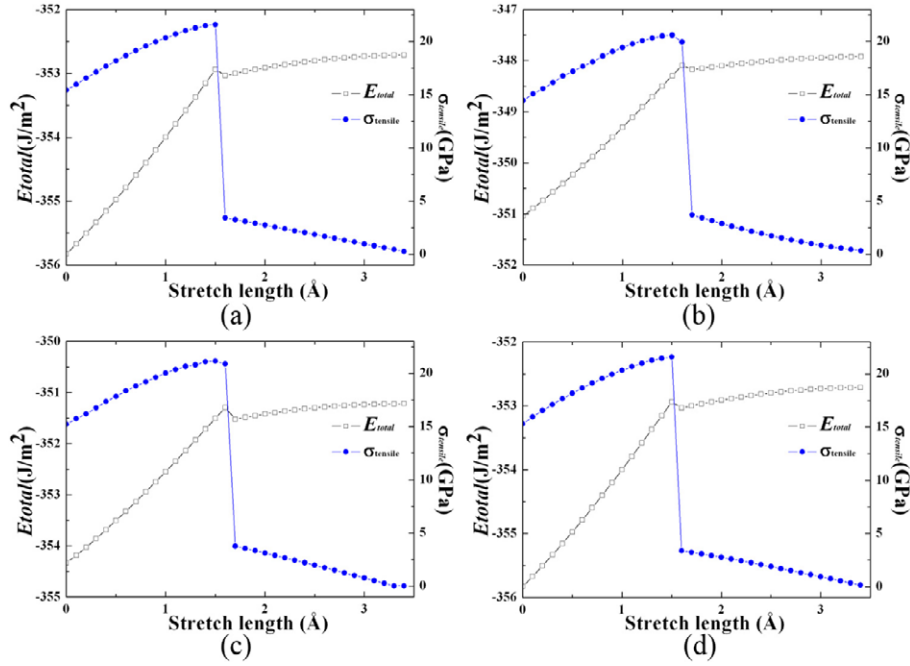 -352
-353
-354
-355
-356
Etotal(J/m²)
0 1 2 3
Stretch length (Å)
20
15
10
5
0
σtensile(GPa)
Etotal
σtensile
(a)
-347
-348
-349
-350
-351
-352
Etotal(J/m²)
0 1 2 3
Stretch length (Å)
20
15
10
5
0
σtensile(GPa)
Etotal
σtensile
(b)
-350
-351
-352
-353
-354
-355
Etotal(J/m²)
0 1 2 3
Stretch length (Å)
20
15
10
5
0
σtensile(GPa)
Etotal
σtensile
(c)
-352
-353
-354
-355
-356
Etotal(J/m²)
0 1 2 3
Stretch length (Å)
20
15
10
5
0
σtensile(GPa)
Etotal
σtensile
(d)